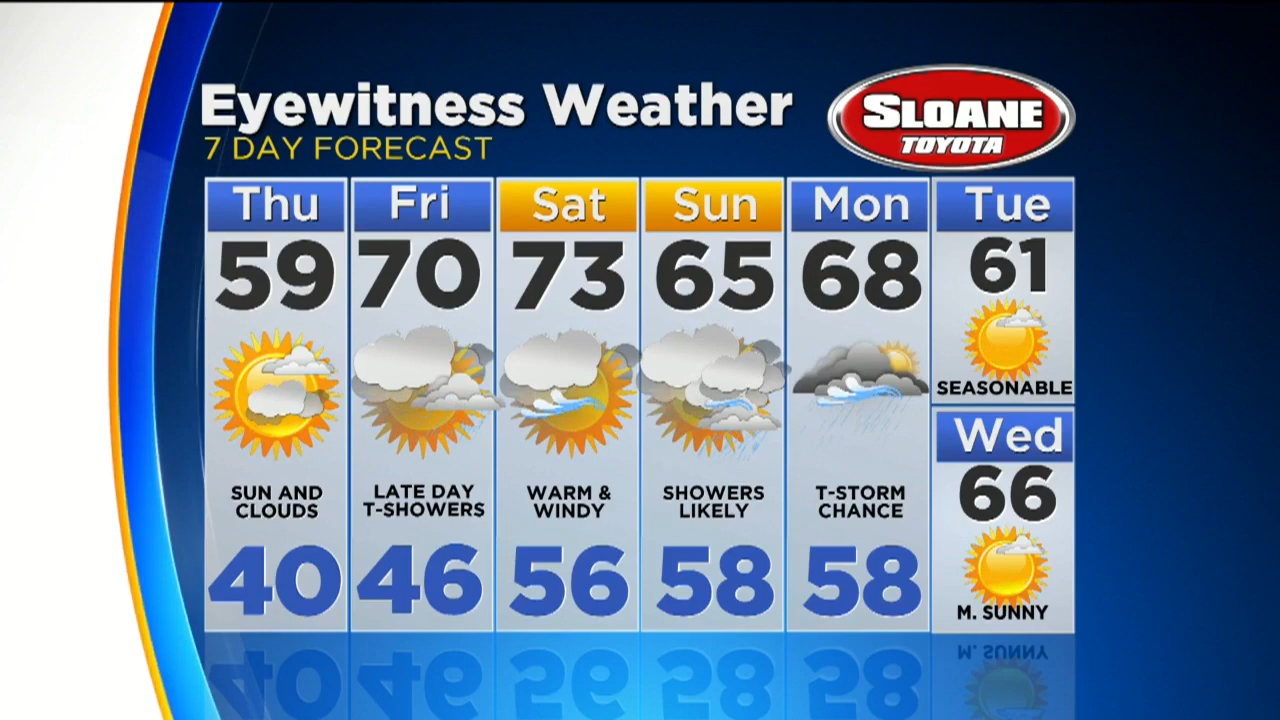 Eyewitness Weather
7 DAY FORECAST
SLOANE
TOYOTA
Thu
59
SUN AND
CLOUDS
40
Fri
70
LATE DAY
T-SHOWERS
46
Sat
73
WARM &
WINDY
56
Sun
65
SHOWERS
LIKELY
58
Mon
68
T-STORM
CHANCE
58
Tue
61
SEASONABLE
Wed
66
M. SUNNY